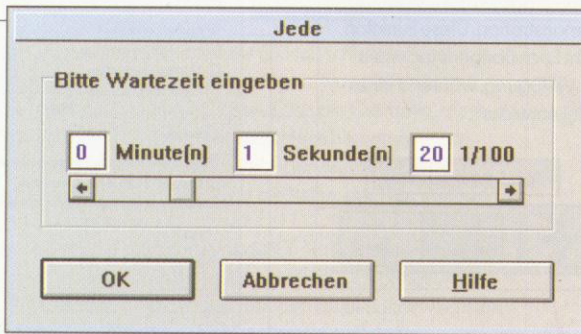 Jede
Bitte Wartezeit eingeben
0 Minute(n) 1 Sekunde(n) 20 1/100
OK Abbrechen Hilfe